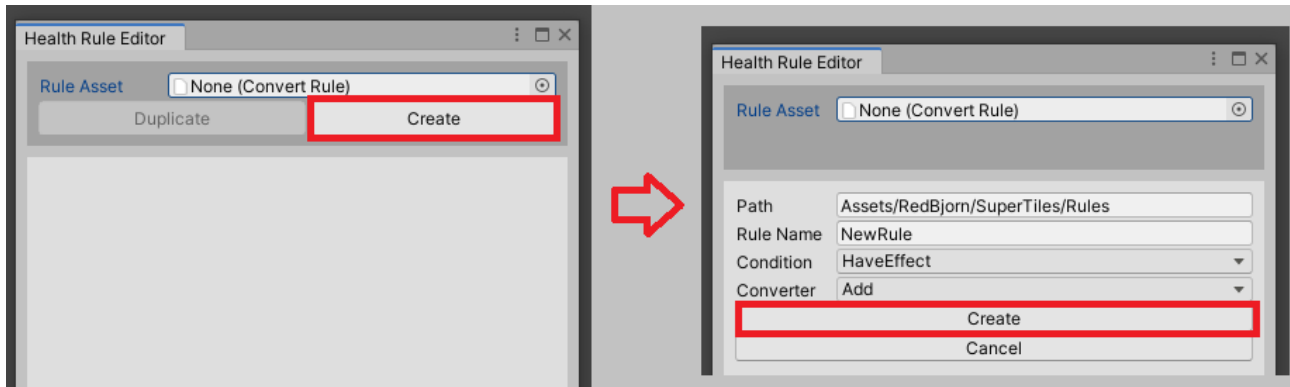 Health Rule Editor
Rule Asset None (Convert Rule)
Duplicate Create
Health Rule Editor
Rule Asset None (Convert Rule)
Path Assets/RedBjorn/SuperTiles/Rules
Rule Name NewRule
Condition HaveEffect
Converter Add
Create
Cancel